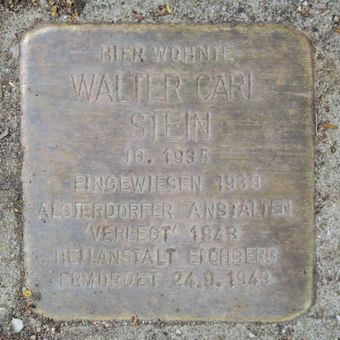 HIER WOHNTE
WALTER CARL
STEIN
JG. 1935
EINGEWIESEN 1939
ALSTERDORFER ANSTALTEN
'VERLEGT' 1943
HEILANSTALT EICHBERG
ERMORDET 24.9.1943